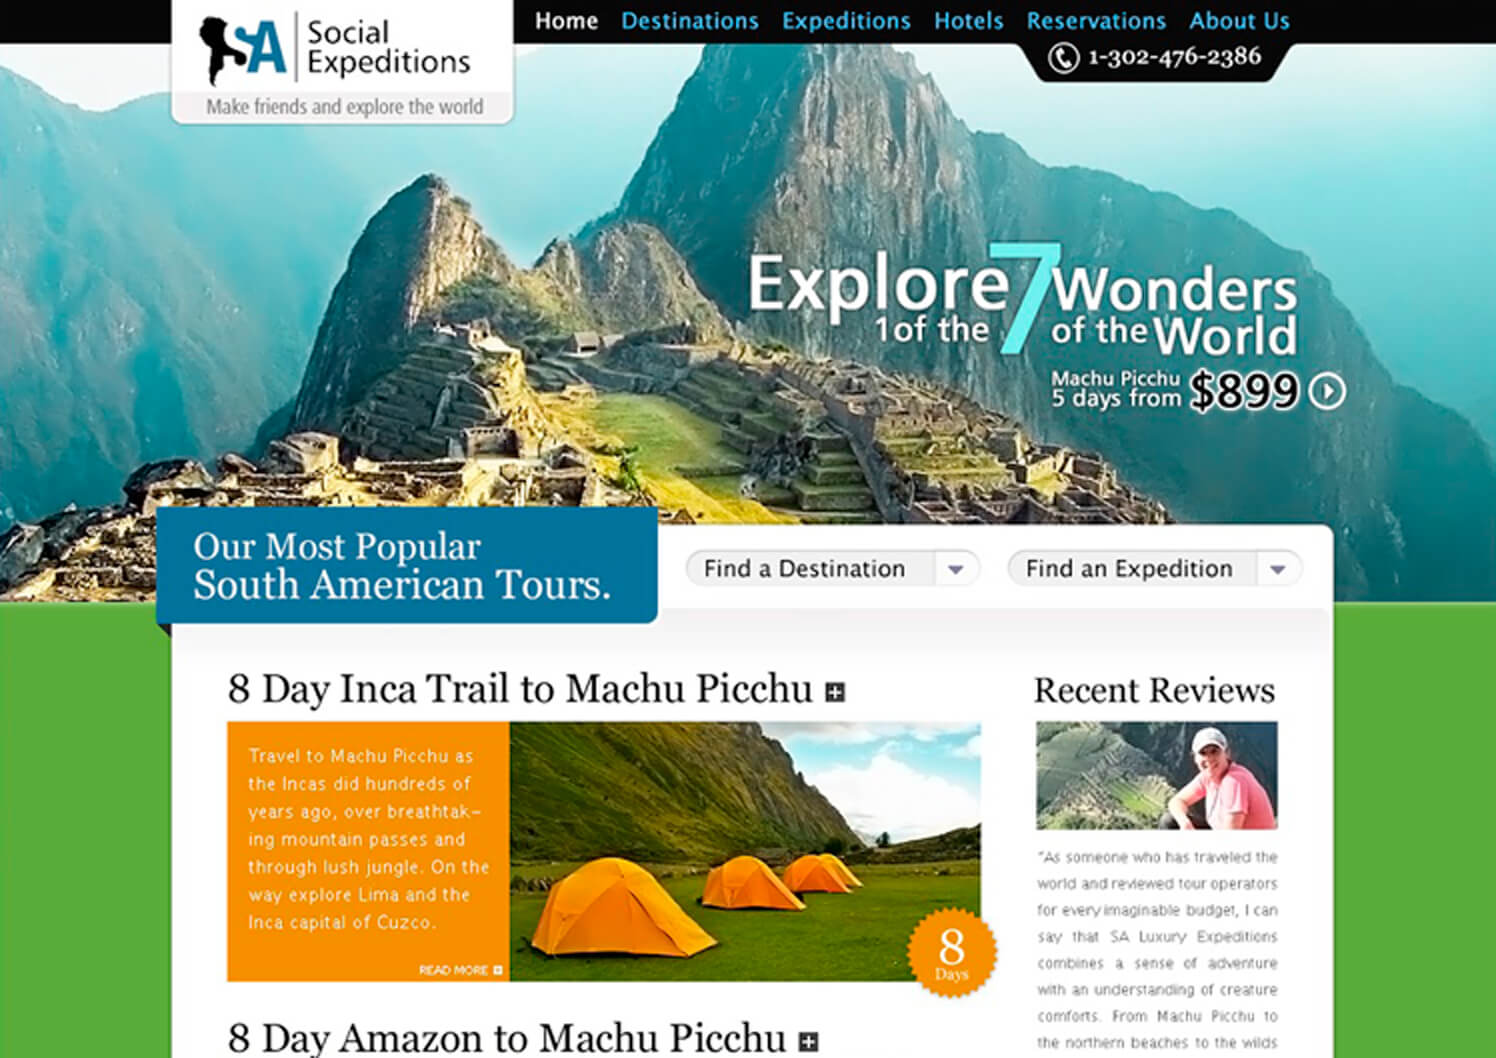 SA Social
Expeditions
Make friends and explore the world
Home Destinations Expeditions Hotels Reservations About Us
1-302-476-2386
Explore 7 Wonders
1 of the of the World
Machu Picchu
5 days from $899
Our Most Popular
South American Tours.
Find a Destination
Find an Expedition
8 Day Inca Trail to Machu Picchu
Travel to Machu Picchu as
the Incas did hundreds of
years ago, over breathtak-
ing mountain passes and
through lush jungle. On the
way explore Lima and the
Inca capital of Cuzco.
READ MORE
8
Days
8 Day Amazon to Machu Picchu
Recent Reviews
"As someone who has traveled the
world and reviewed tour operators
for every imaginable budget, I can
say that SA Luxury Expeditions
combines a sense of adventure
with an understanding of creature
comforts. From Machu Picchu to
the northern beaches to the wilds